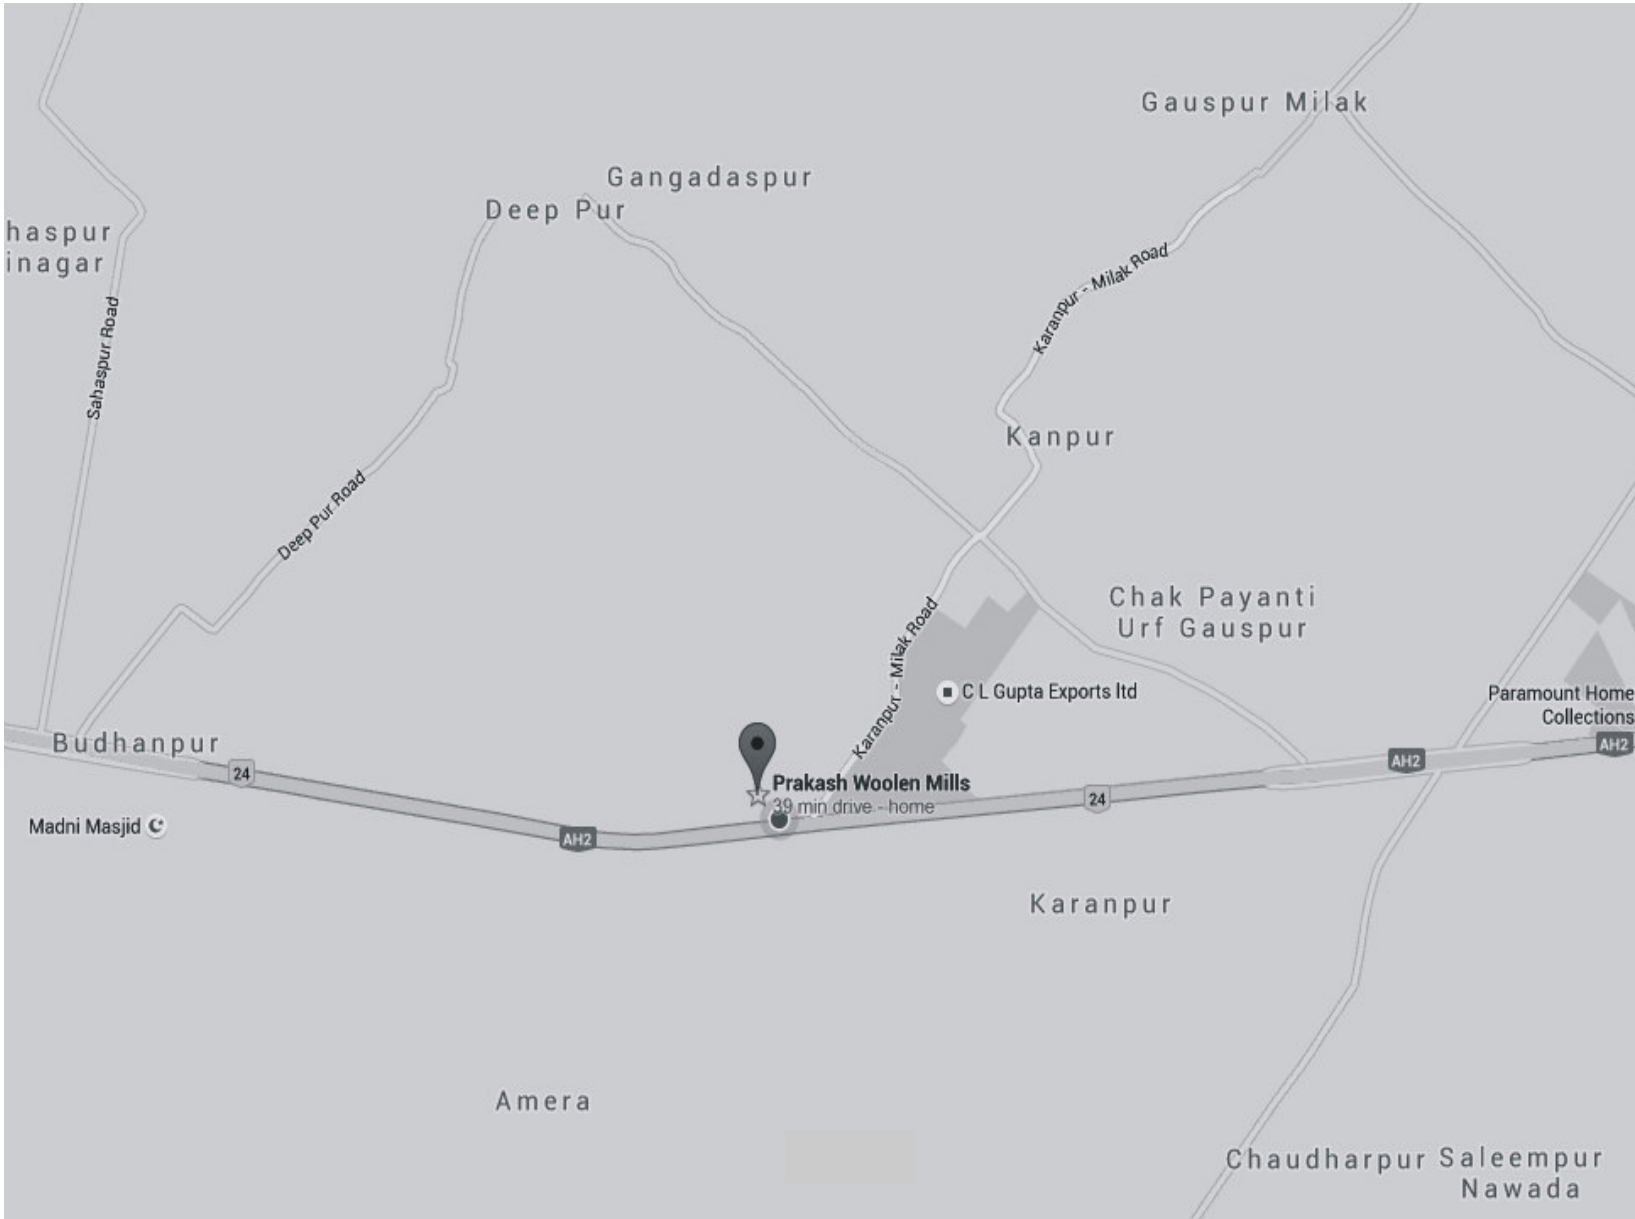 Gauspur Milak
Gangadaspur
Deep Pur
haspur
inagar
Karanpur - Milak Road
Sahaspur Road
Kanpur
Deep Pur Road
Chak Payanti
Urf Gauspur
Karanpur - Milak Road
C L Gupta Exports ltd
Paramount Home
Collections
Budhanpur
AH2
AH2
24
Prakash Woolen Mills
39 min drive - home
24
Madni Masjid
AH2
Karanpur
Amera
Chaudharpur
Saleempur
Nawada